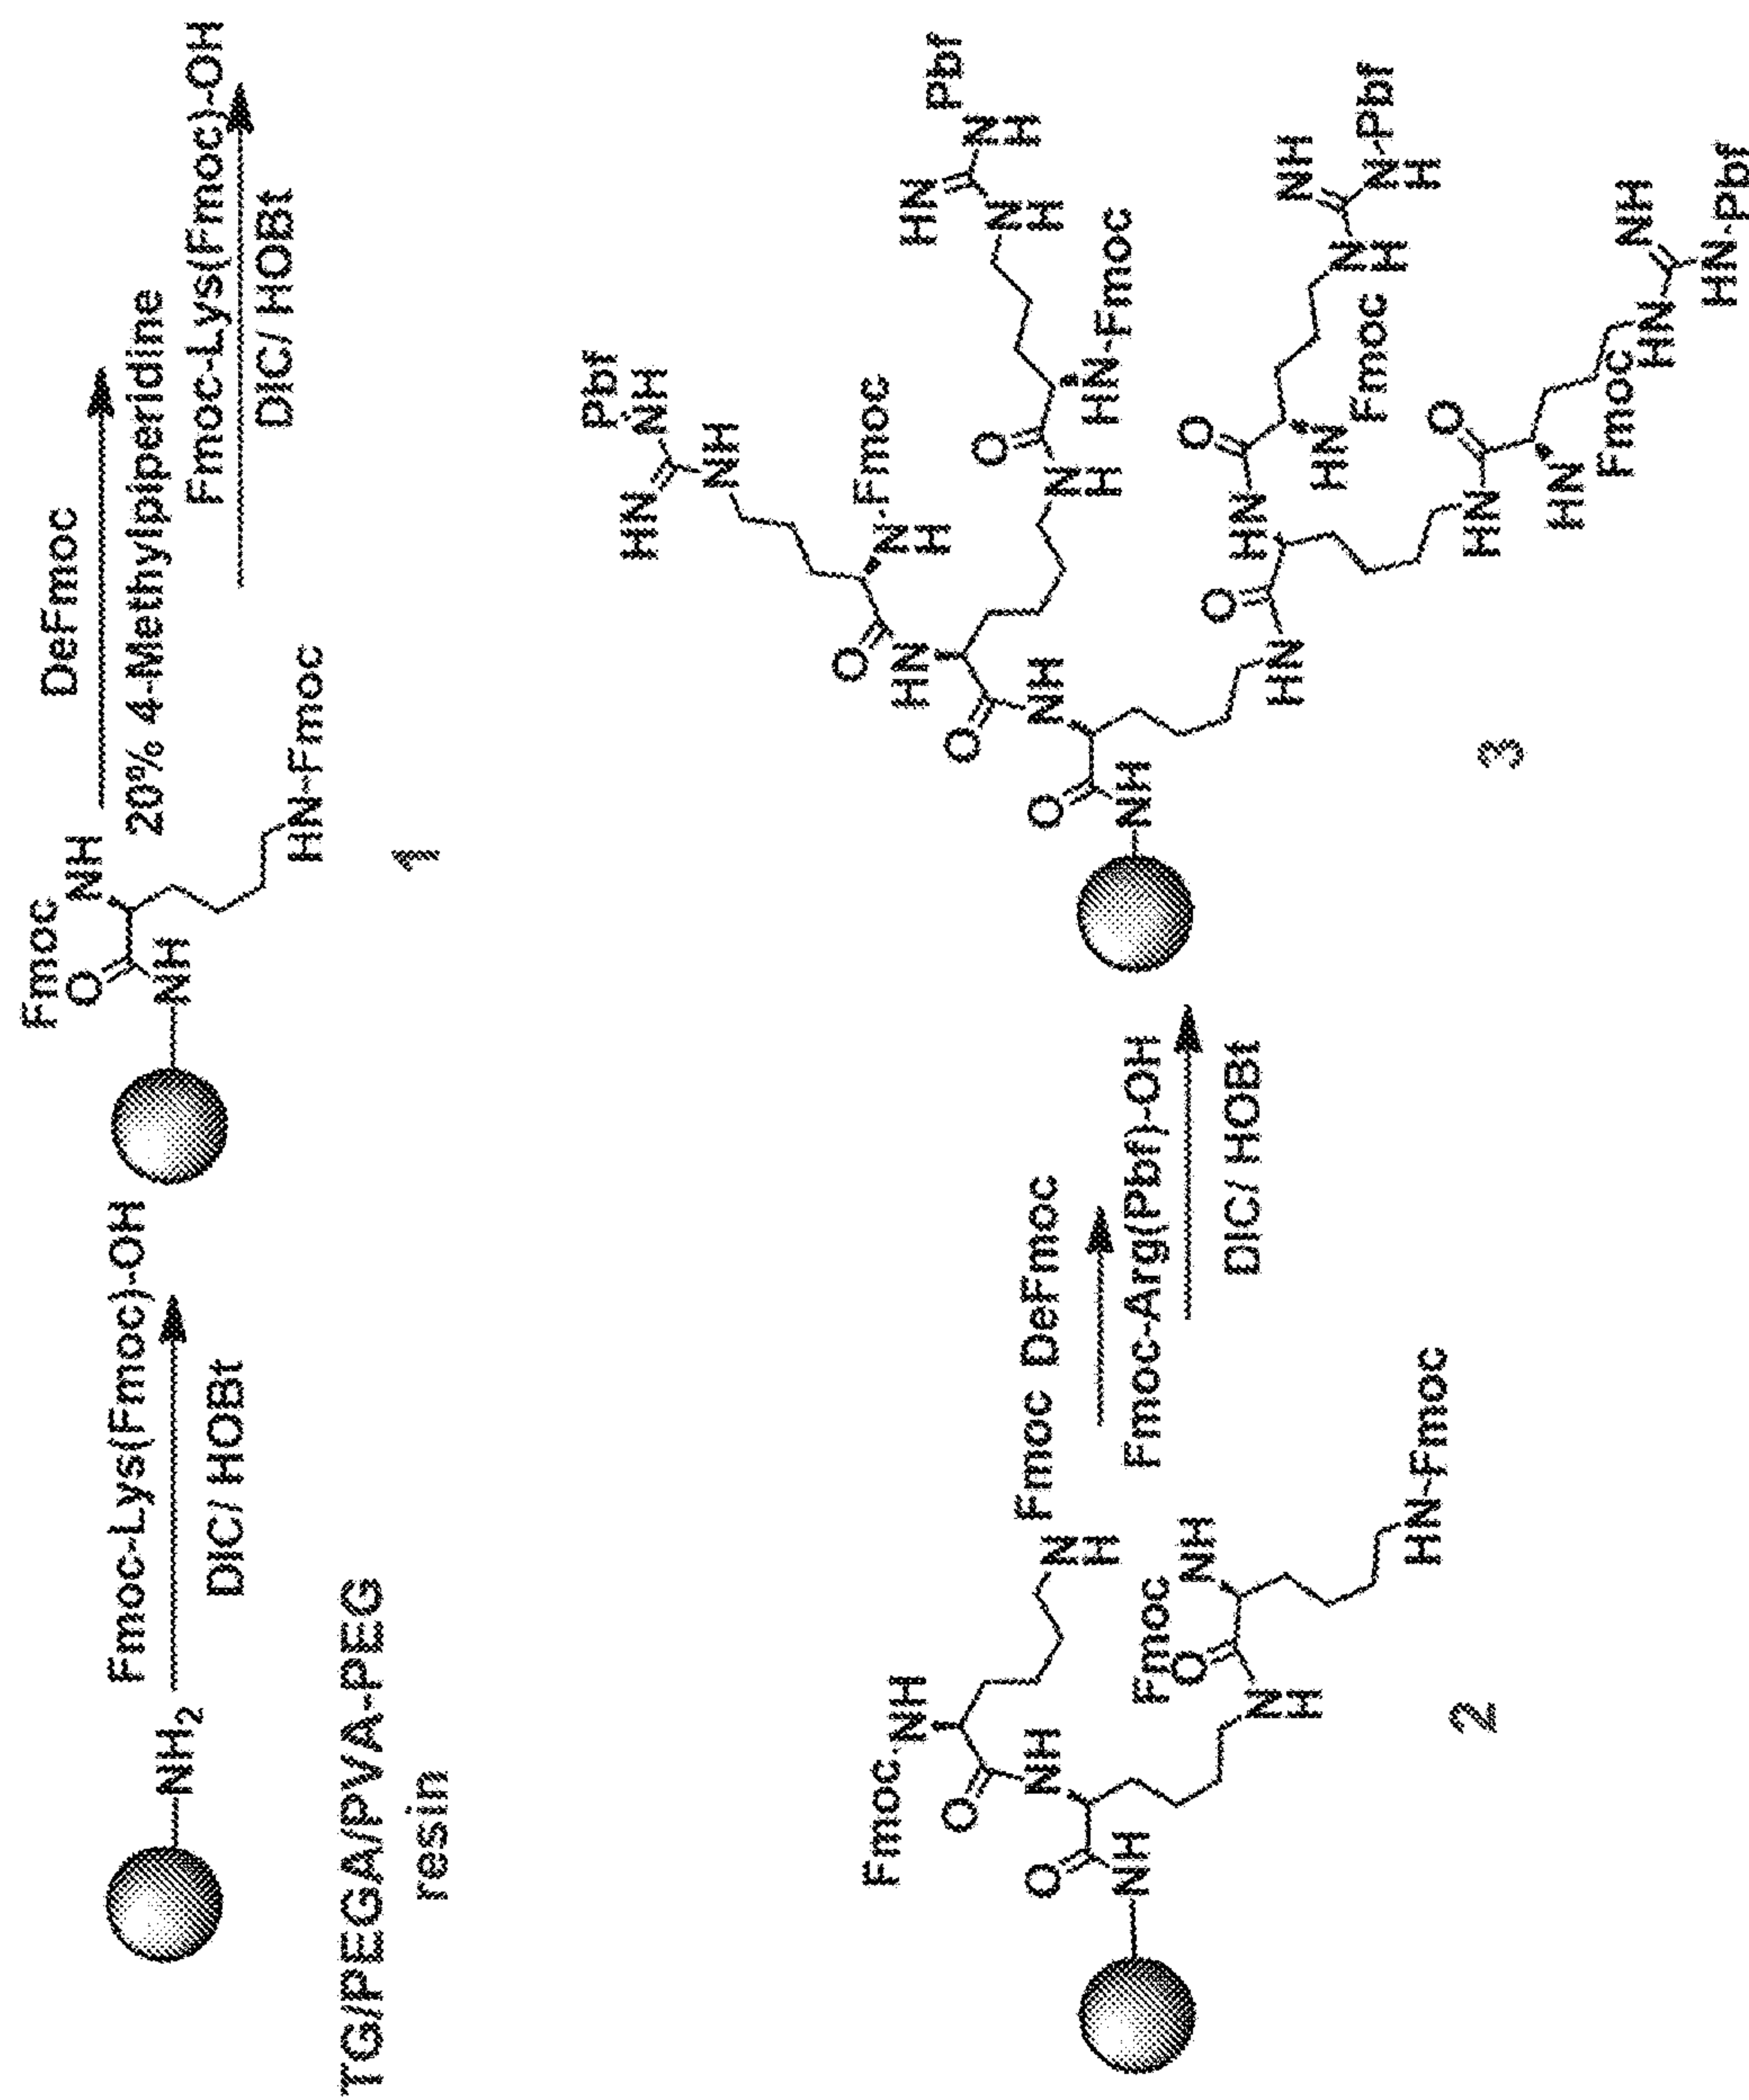 NH2
TG/PEGA/PVA-PEG
resin
Fmoc-Lys(Fmoc)-OH
DIC/ HOBt
Fmoc
NH
O
NH
HN-Fmoc
1
DeFmoc
20% 4-Methylpiperidine
Fmoc-Lys(Fmoc)-OH
DIC/ HOBt
Fmoc
NH
O
NH
O
NH
N
H
Fmoc
Fmoc
NH
O
N
H
HN-Fmoc
2
DeFmoc
Fmoc-Arg(Pbf)-OH
DIC/ HOBt
Pbf
HN
NH
NH
N-Fmoc
H
O
HN
O
NH
O
NH
O
N
H
HN-Fmoc
HN
N
H
N
H
Pbf
O
HN
HN
O
HN
Fmoc
NH
N
H
N-Pbf
H
HN
O
HN
Fmoc
HN
NH
HN-Pbf
3